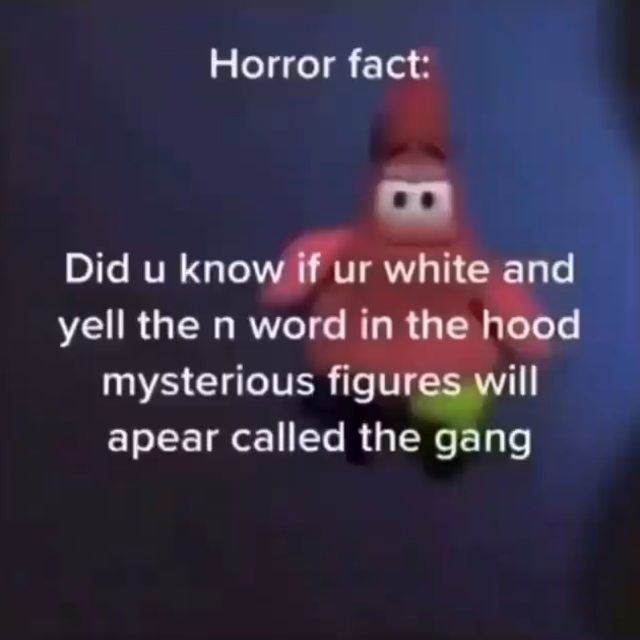 Horror fact:
Did u know if ur white and
yell the n word in the hood
mysterious figures will
apear called the gang